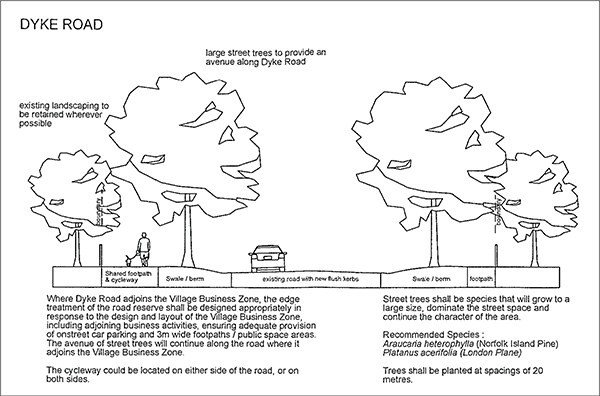 DYKE ROAD
large street trees to provide an
avenue along Dyke Road
existing landscaping to
be retained wherever
possible
boundary
boundary
Shared footpath
& cycleway
Swale / berm
existing road with new flush kerbs
Swale / berm
footpath
Where Dyke Road adjoins the Village Business Zone, the edge
treatment of the road reserve shall be designed appropriately in
response to the design and layout of the Village Business Zone,
including adjoining business activities, ensuring adequate provision
of onstreet car parking and 3m wide footpaths / public space areas.
The avenue of street trees will continue along the road where it
adjoins the Village Business Zone.
The cycleway could be located on either side of the road, or on
both sides.
Street trees shall be species that will grow to a
large size, dominate the street space and
continue the character of the area.
Recommended Species :
Araucaria heterophylla (Norfolk Island Pine)
Platanus acerifolia (London Plane)
Trees shall be planted at spacings of 20
metres.